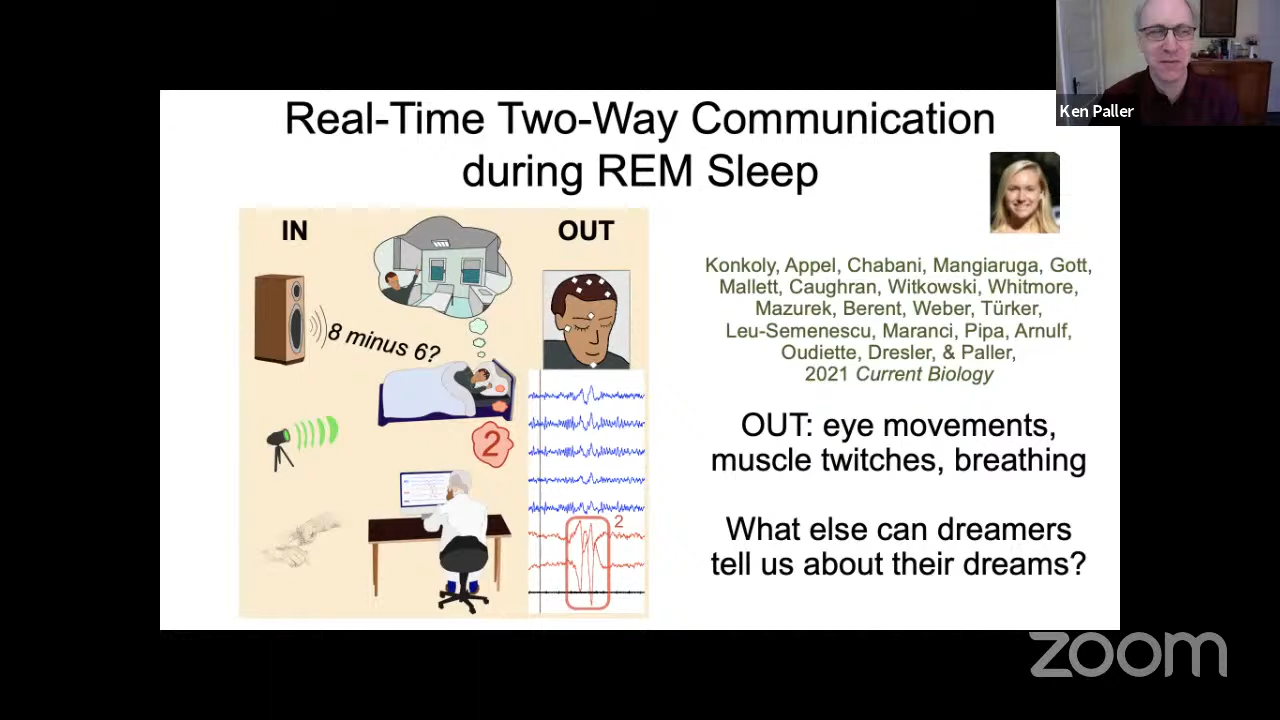 Real-Time Two-Way Communication
during REM Sleep
Ken Paller
IN
OUT
8 minus 6?
2
2
Konkoly, Appel, Chabani, Mangiaruga, Gott,
Mallett, Caughran, Witkowski, Whitmore,
Mazurek, Berent, Weber, Türker,
Leu-Semenescu, Maranci, Pipa, Arnulf,
Oudiette, Dresler, & Paller,
2021 Current Biology
OUT: eye movements,
muscle twitches, breathing
What else can dreamers
tell us about their dreams?
zoom